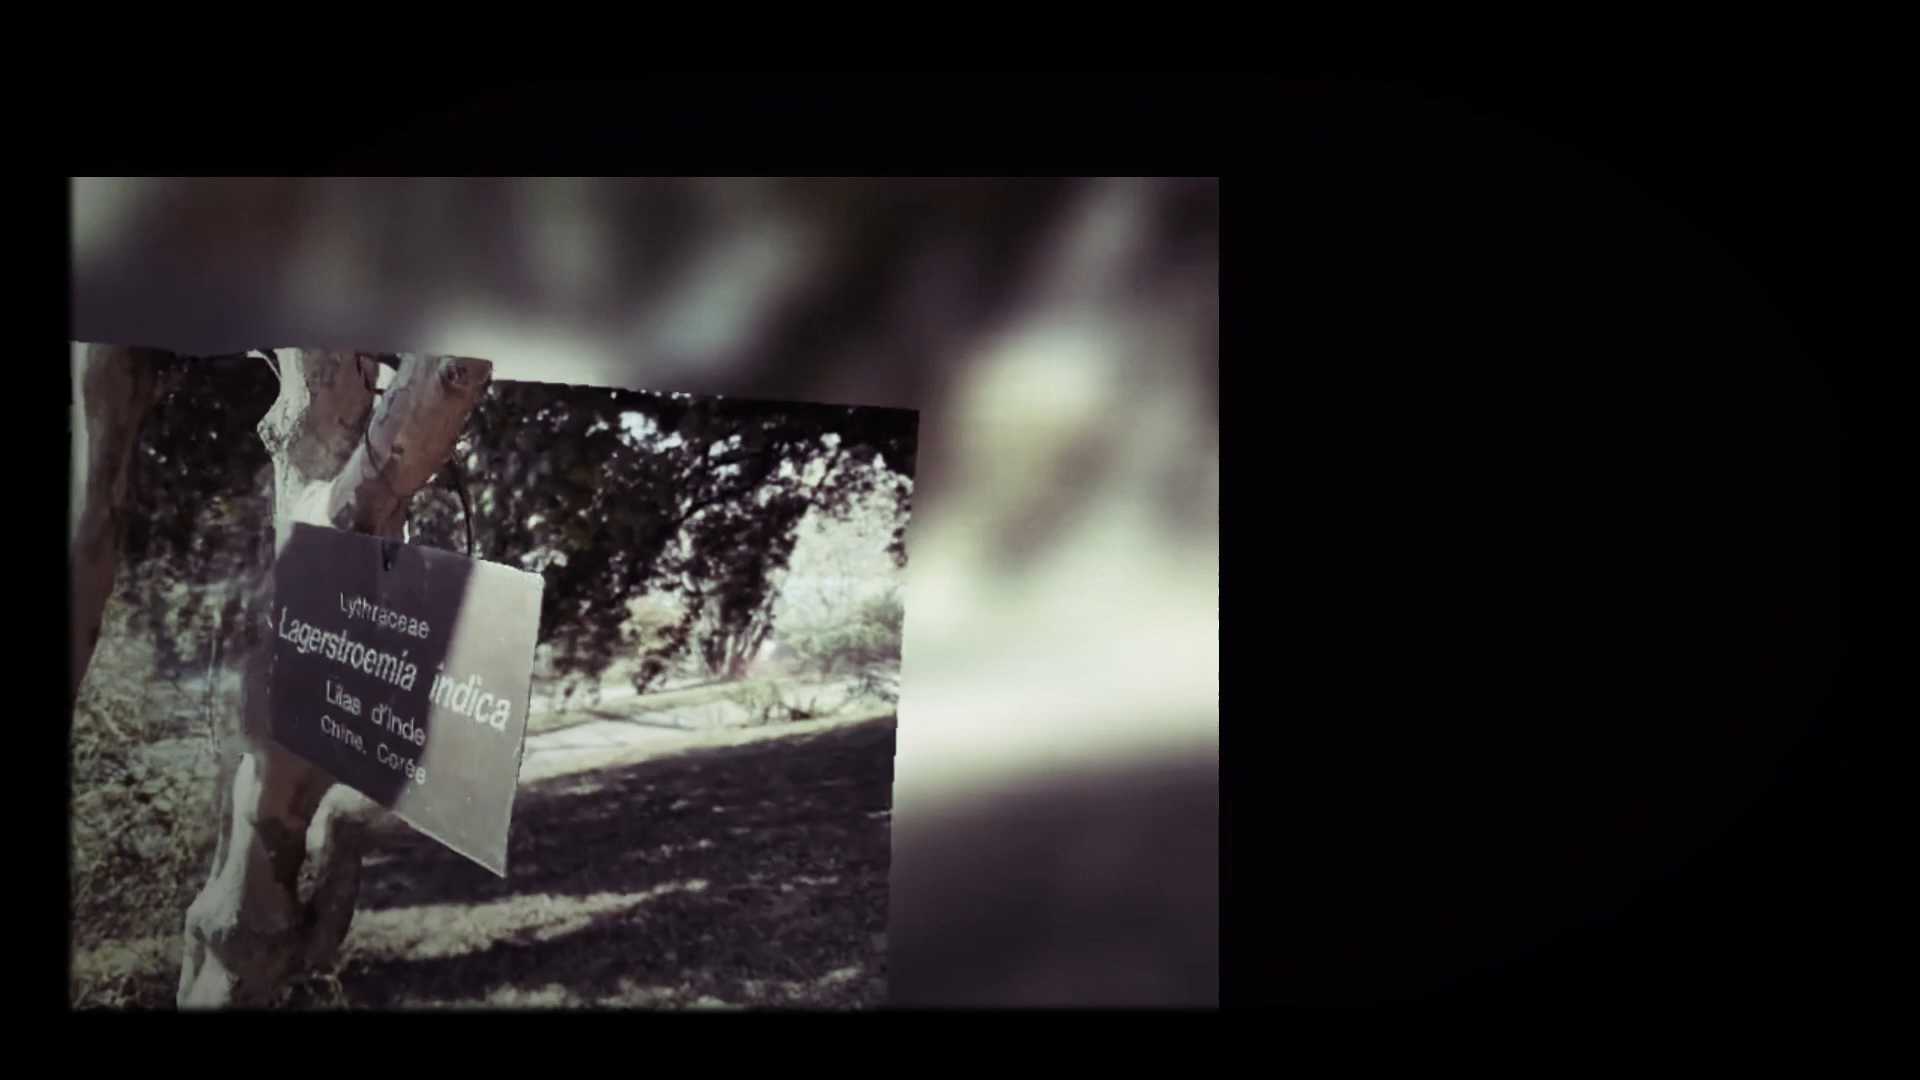 Lythraceae
Lagerstroemia indica
Lilas d'Inde
Chine, Corée